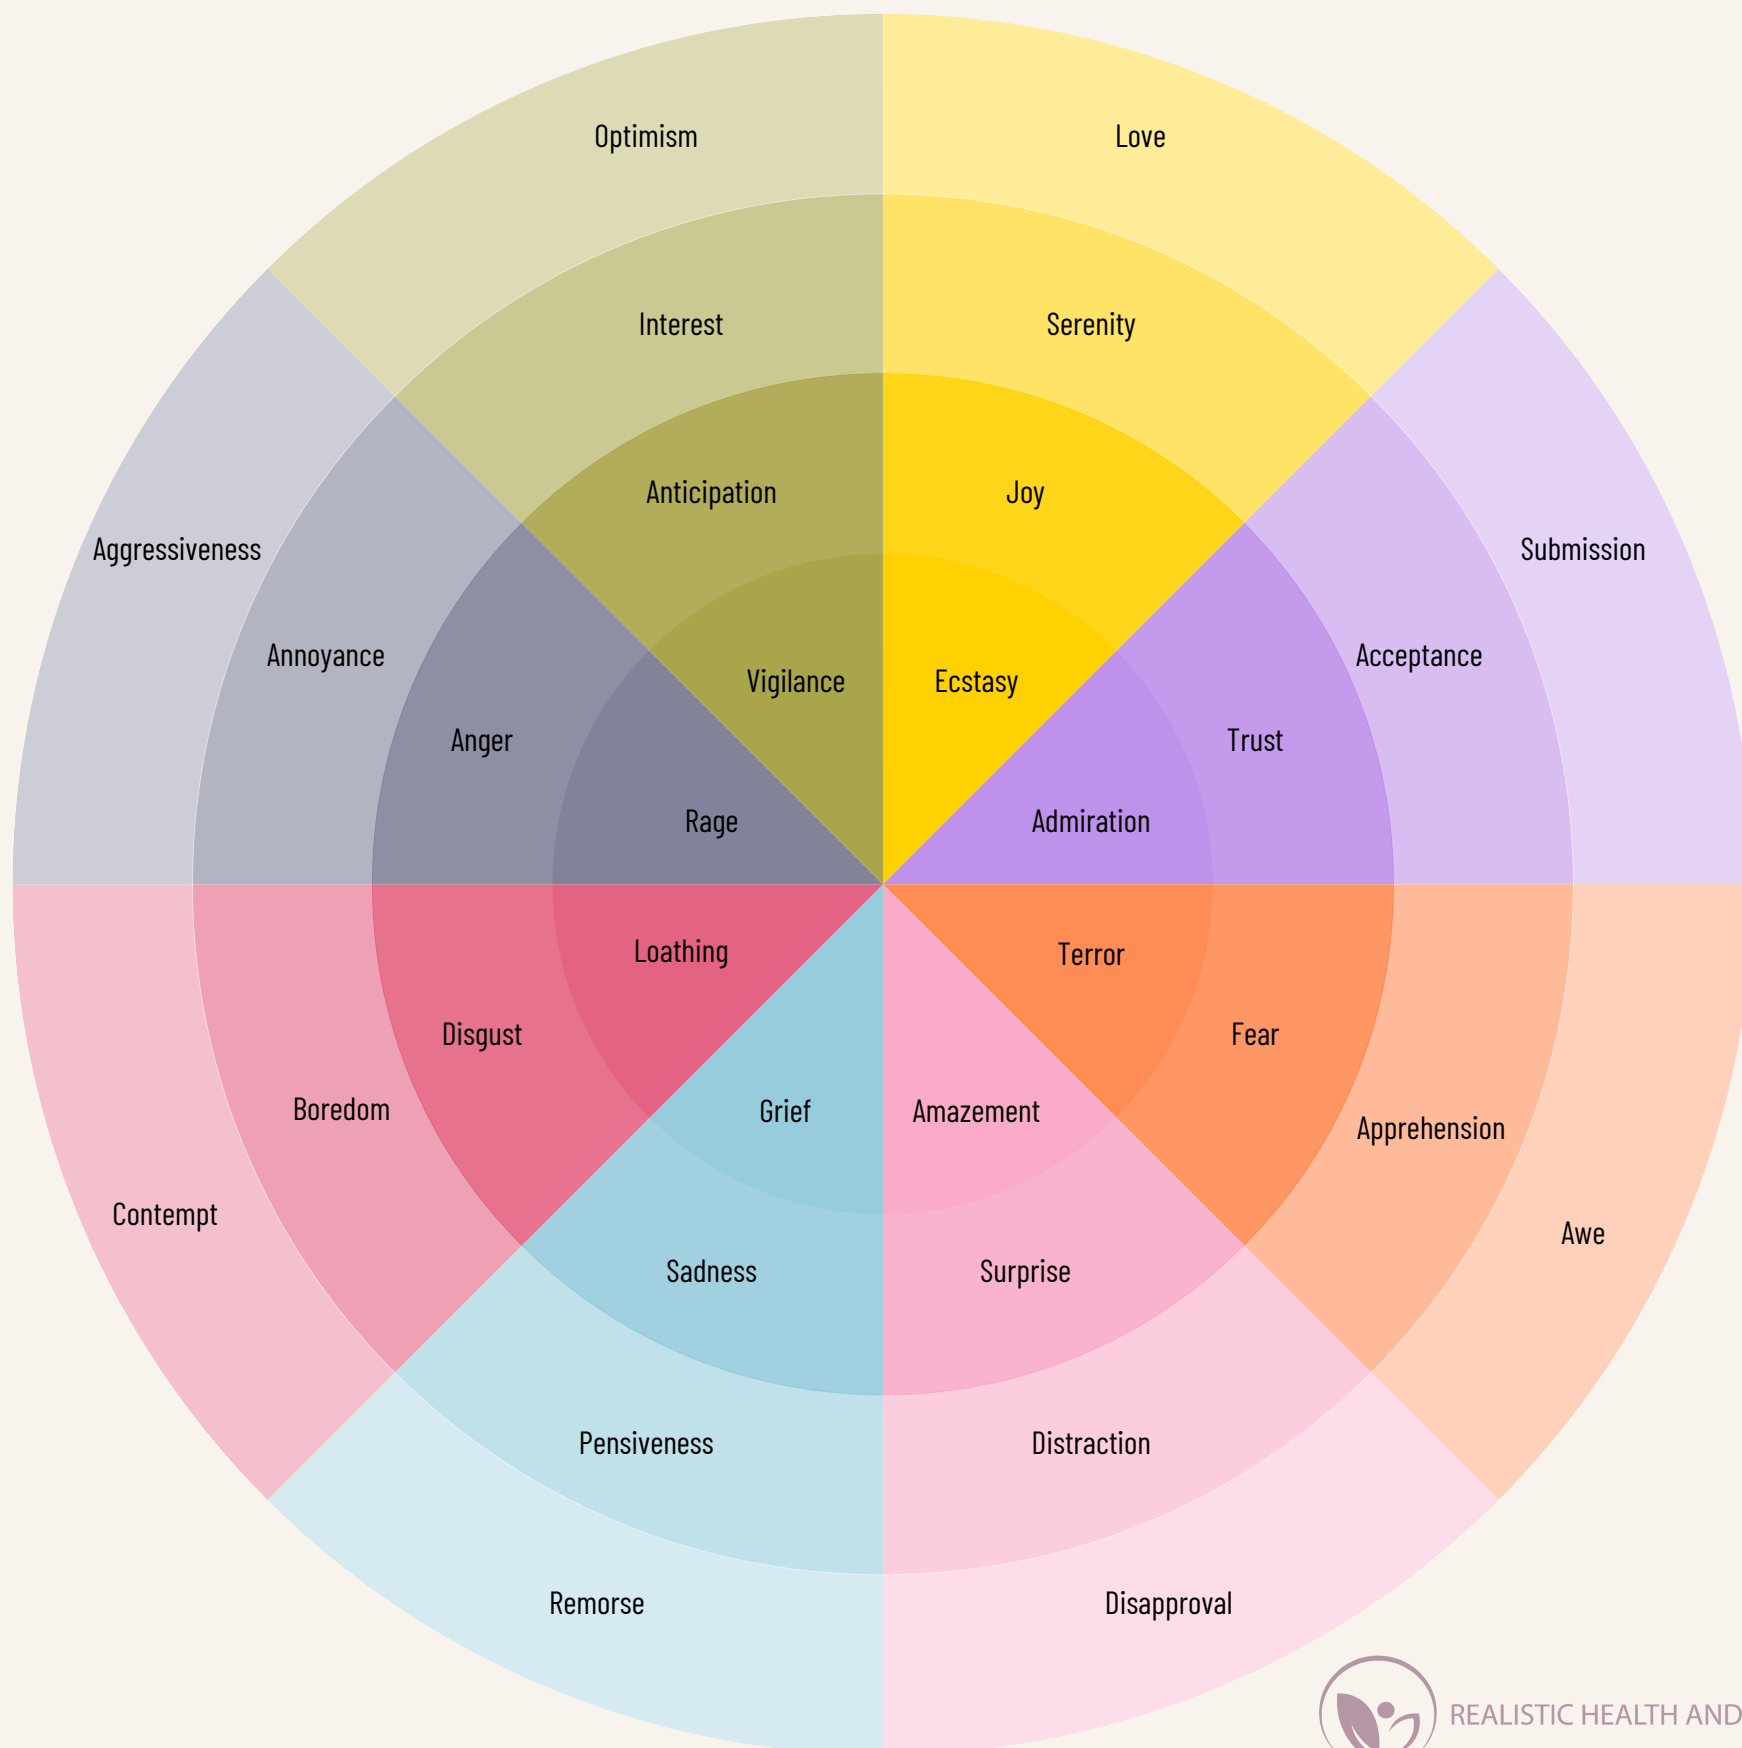 Optimism
Love
Interest
Serenity
Anticipation
Joy
Aggressiveness
Submission
Annoyance
Acceptance
Vigilance
Ecstasy
Anger
Trust
Rage
Admiration
Loathing
Terror
Disgust
Fear
Boredom
Grief
Amazement
Apprehension
Contempt
Awe
Sadness
Surprise
Pensiveness
Distraction
Remorse
Disapproval
REALISTIC HEALTH AND